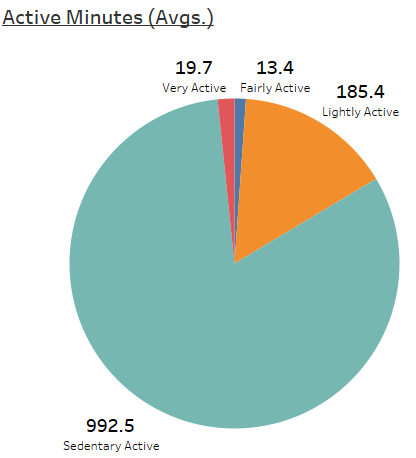 Active Minutes (Avgs.)
19.7
Very Active
13.4
Fairly Active
185.4
Lightly Active
992.5
Sedentary Active